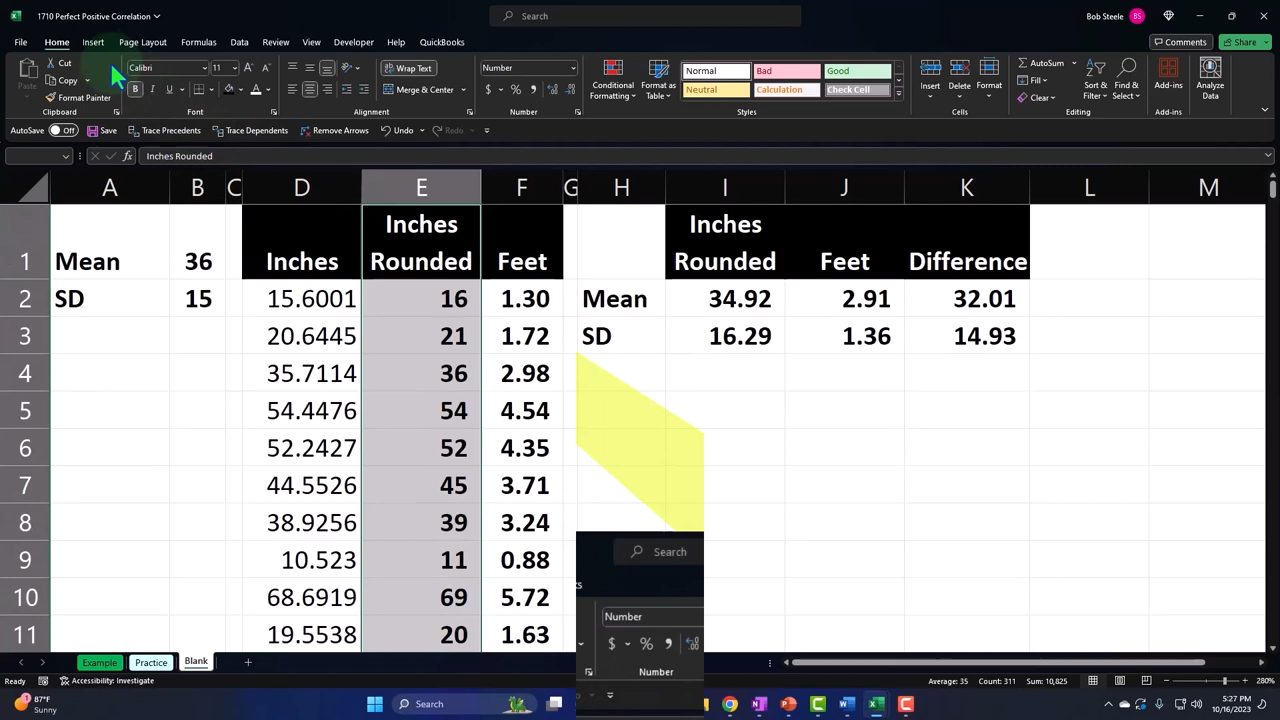 1710 Perfect Positive Correlation
Search
Bob Steele
BS
File
Home
Insert
Page Layout
Formulas
Data
Review
View
Developer
Help
QuickBooks
Comments
Share
Cut
Format Painter
Clipboard
Calibri
11
Font
Wrap Text
Merge & Center
Alignment
Number
$ %
Number
Conditional Formatting
Format as Table
Normal
Bad
Good
Neutral
Calculation
Check Cell
Styles
Insert
Delete
Format
Cells
AutoSum
Fill
Clear
Sort & Filter
Find & Select
Editing
Add-ins
Add-ins
Analyze Data
AutoSave Off
Save
Trace Precedents
Trace Dependents
Remove Arrows
Undo
Redo
fx
Inches Rounded
A B C D E F G H I J K L M
1 Mean 36 Inches Inches Rounded Feet Inches Rounded Feet Difference
2 SD 15 15.6001 16 1.30 Mean 34.92 2.91 32.01
3 20.6445 21 1.72 SD 16.29 1.36 14.93
4 35.7114 36 2.98
5 54.4476 54 4.54
6 52.2427 52 4.35
7 44.5526 45 3.71
8 38.9256 39 3.24
9 10.523 11 0.88
10 68.6919 69 5.72
11 19.5538 20 1.63
Search
Number
$ %
Number
Example
Practice
Blank
Ready
Accessibility: Investigate
Average: 35
Count: 311
Sum: 10,825
280%
87°F
Sunny
Search
5:27 PM
10/6/2023